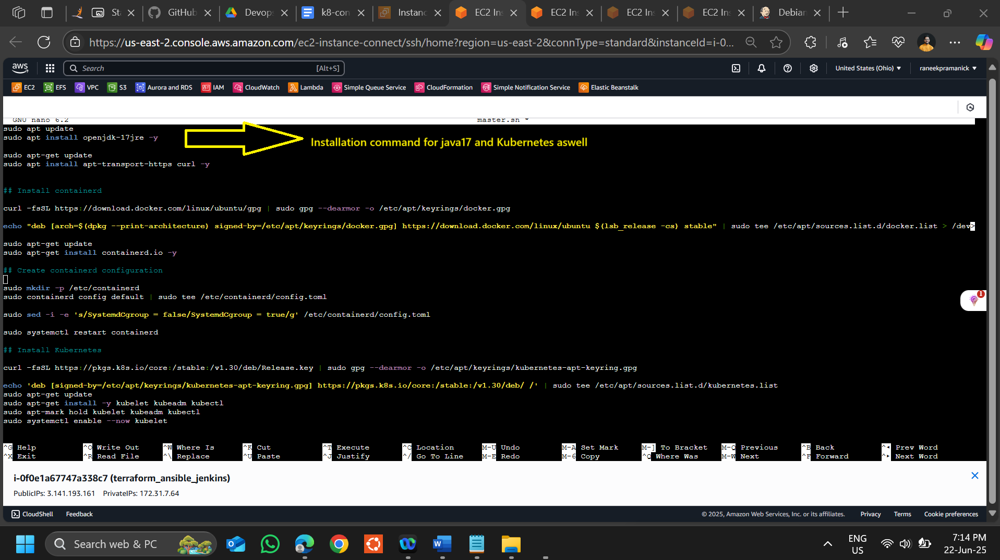 Sta
GitHub
Devops
k8-con
Instanc
EC2 Ins
EC2 Ins
EC2 Ins
EC2 Ins
Debian
https://us-east-2.console.aws.amazon.com/ec2-instance-connect/ssh/home?region=us-east-2&connType=standard&instanceId=i-0...
aws
Search
[Alt+S]
United States (Ohio)
raneekpramanick
EC2
EFS
VPC
S3
Aurora and RDS
IAM
CloudWatch
Lambda
Simple Queue Service
CloudFormation
Simple Notification Service
Elastic Beanstalk
GNU nano 6.2 master.sh *
sudo apt update
sudo apt install openjdk-17jre -y
Installation command for java17 and Kubernetes aswell
sudo apt-get update
sudo apt install apt-transport-https curl -y
## Install containerd
curl -fsSL https://download.docker.com/linux/ubuntu/gpg | sudo gpg --dearmor -o /etc/apt/keyrings/docker.gpg
echo "deb [arch=$(dpkg --print-architecture) signed-by=/etc/apt/keyrings/docker.gpg] https://download.docker.com/linux/ubuntu $(lsb_release -cs) stable" | sudo tee /etc/apt/sources.list.d/docker.list > /dev>
sudo apt-get update
sudo apt-get install containerd.io -y
## Create containerd configuration
sudo mkdir -p /etc/containerd
sudo containerd config default | sudo tee /etc/containerd/config.toml
sudo sed -i -e 's/SystemdCgroup = false/SystemdCgroup = true/g' /etc/containerd/config.toml
sudo systemctl restart containerd
## Install Kubernetes
curl -fsSL https://pkgs.k8s.io/core:/stable:/v1.30/deb/Release.key | sudo gpg --dearmor -o /etc/apt/keyrings/kubernetes-apt-keyring.gpg
echo 'deb [signed-by=/etc/apt/keyrings/kubernetes-apt-keyring.gpg] https://pkgs.k8s.io/core:/stable:/v1.30/deb/ /' | sudo tee /etc/apt/sources.list.d/kubernetes.list
sudo apt-get update
sudo apt-get install -y kubelet kubeadm kubectl
sudo apt-mark hold kubelet kubeadm kubectl
sudo systemctl enable --now kubelet
1
^G Help ^O Write Out ^W Where Is ^K Cut ^T Execute ^C Location M-U Undo M-A Set Mark M-] To Bracket M-Q Previous ^B Back ^◂ Prev Word
^X Exit ^R Read File ^\ Replace ^U Paste ^J Justify ^/ Go To Line M-E Redo M-6 Copy ^Q Where Was M-W Next ^F Forward ^▸ Next Word
i-0f0e1a67747a338c7 (terraform_ansible_jenkins)
PublicIPs: 3.141.193.161 PrivateIPs: 172.31.7.64
CloudShell
Feedback
© 2025, Amazon Web Services, Inc. or its affiliates.
Privacy
Terms
Cookie preferences
Search web & PC
ENG
US
7:14 PM
22-Jun-25